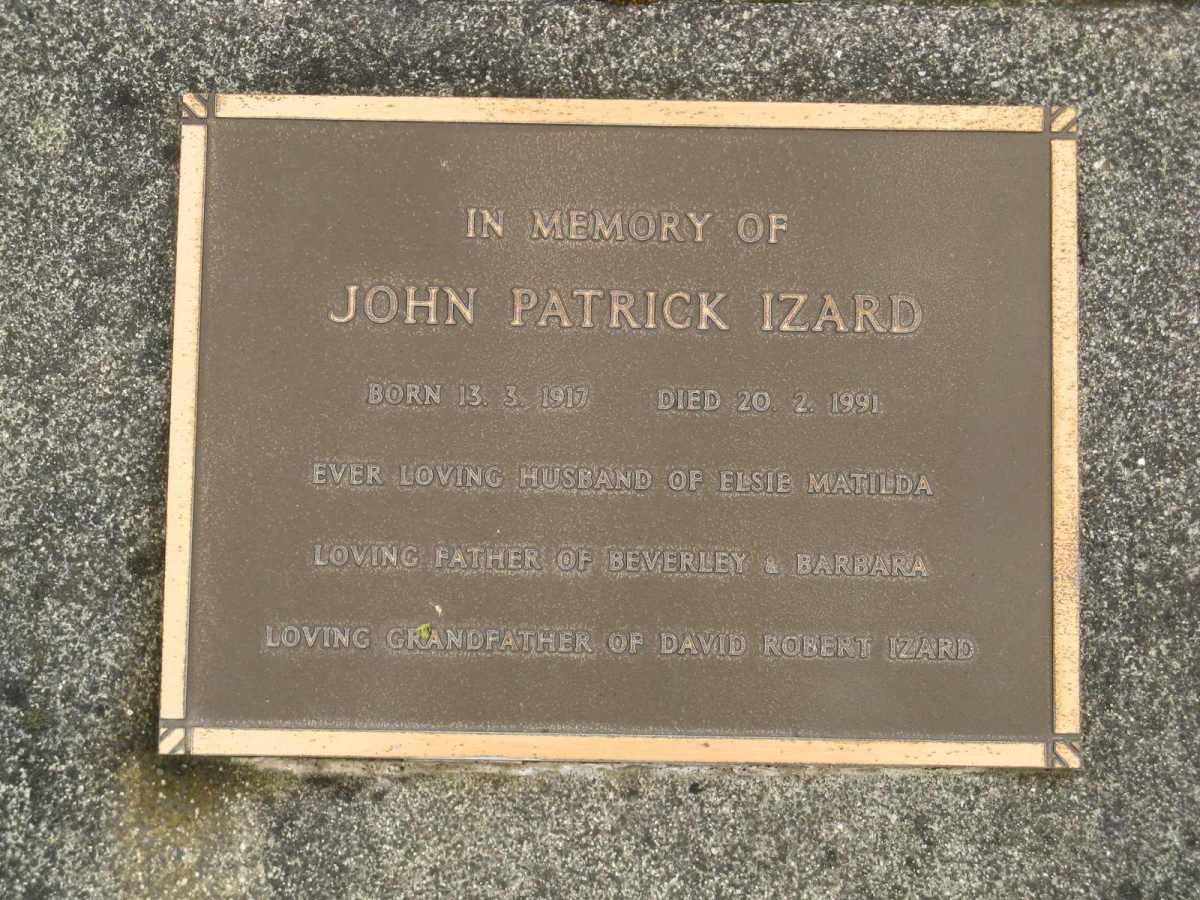 IN MEMORY OF
JOHN PATRICK IZARD
BORN 13. 3. 1917 DIED 20. 2. 1991
EVER LOVING HUSBAND OF ELSIE MATILDA
LOVING FATHER OF BEVERLEY & BARBARA
LOVING GRANDFATHER OF DAVID ROBERT IZARD